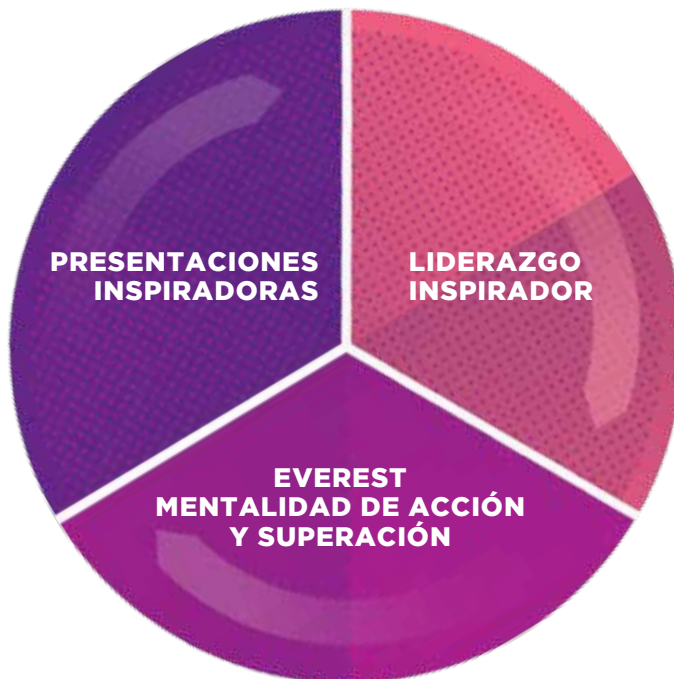 PRESENTACIONES
INSPIRADORAS
LIDERAZGO
INSPIRADOR
EVEREST
MENTALIDAD DE ACCIÓN
Y SUPERACIÓN